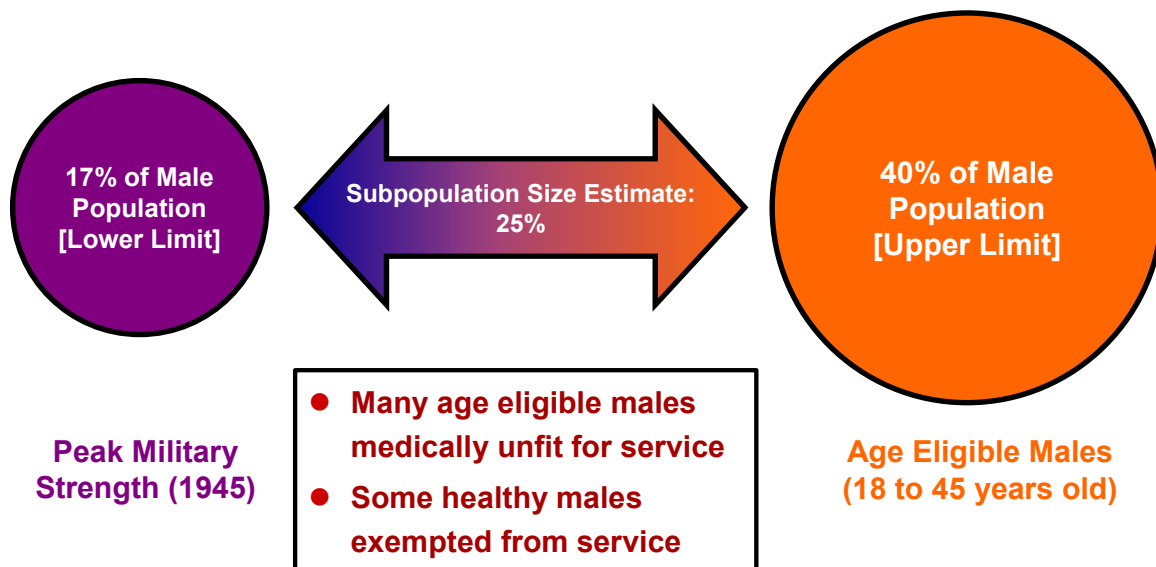 17% of Male
Population
[Lower Limit]
Subpopulation Size Estimate:
25%
40% of Male
Population
[Upper Limit]
Peak Military
Strength (1945)
● Many age eligible males
medically unfit for service
● Some healthy males
exempted from service
Age Eligible Males
(18 to 45 years old)